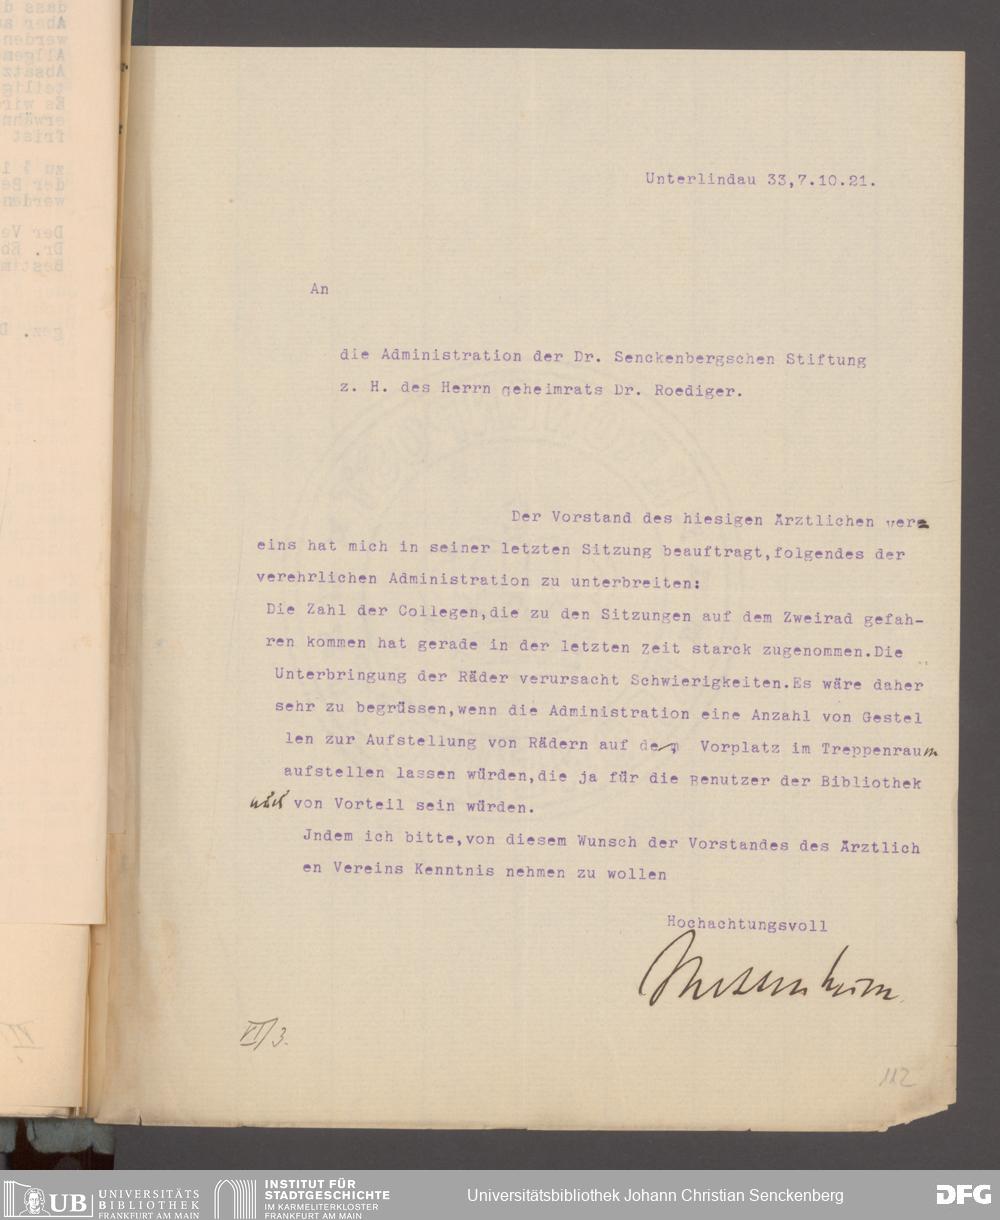 Unterlindau 33,7.10.21.
An
die Administration der Dr. Senckenbergschen Stiftung
z. H. des Herrn geheimrats Dr. Roediger.
Der Vorstand des hiesigen Ärztlichen ver=
eins hat mich in seiner letzten Sitzung beauftragt,folgendes der
verehrlichen Administration zu unterbreiten:
Die Zahl der Collegen,die zu den Sitzungen auf dem Zweirad gefah-
ren kommen hat gerade in der letzten Zeit starck zugenommen.Die
Unterbringung der Räder verursacht Schwierigkeiten.Es wäre daher
sehr zu begrüssen,wenn die Administration eine Anzahl von Gestel
len zur Aufstellung von Rädern auf dem Vorplatz im Treppenraum
aufstellen lassen würden,die ja für die Benutzer der Bibliothek
auch von Vorteil sein würden.
Jndem ich bitte,von diesem Wunsch der Vorstandes des Ärztlich
en Vereins Kenntnis nehmen zu wollen
Hochachtungsvoll
VI/3.
112
UB UNIVERSITÄTS
BIBLIOTHEK
FRANKFURT AM MAIN
INSTITUT FÜR
STADTGESCHICHTE
IM KARMELITERKLOSTER
FRANKFURT AM MAIN
Universitätsbibliothek Johann Christian Senckenberg
DFG